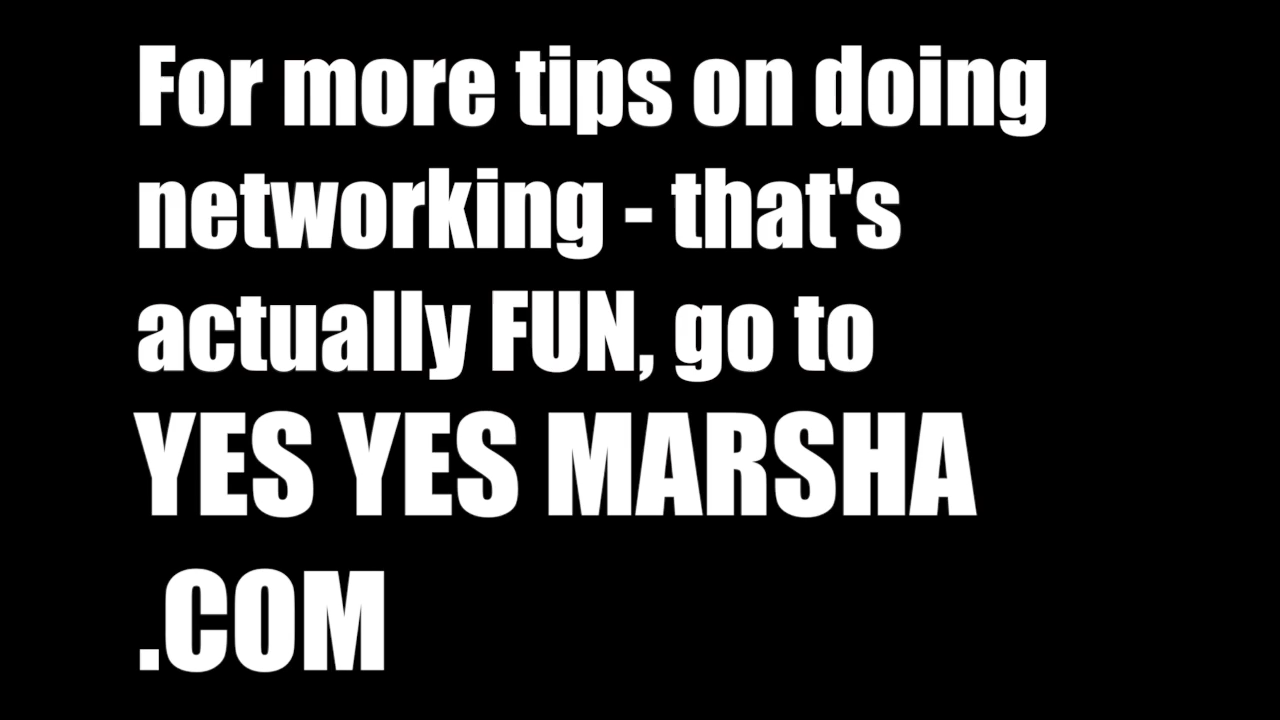 For more tips on doing
networking - that's
actually FUN, go to
YES YES MARSHA
.COM